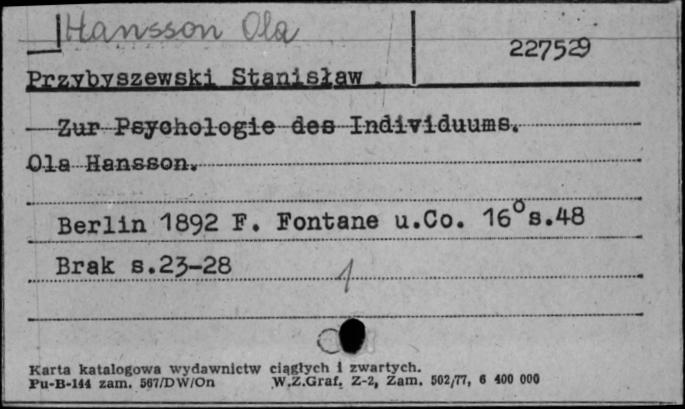 Hansson Ola
227529
Przybyszewski Stanisław.
Zur Psychologie des Individuums.
Ola Hansson.
Berlin 1892 F. Fontane u.Co. 16° s.48
Brak s.23-28
1
Karta katalogowa wydawnictw ciągłych i zwartych.
Pu-B-144 zam. 567/DW/On W.Z.Graf. Z-2, Zam. 502/77, 6 400 000